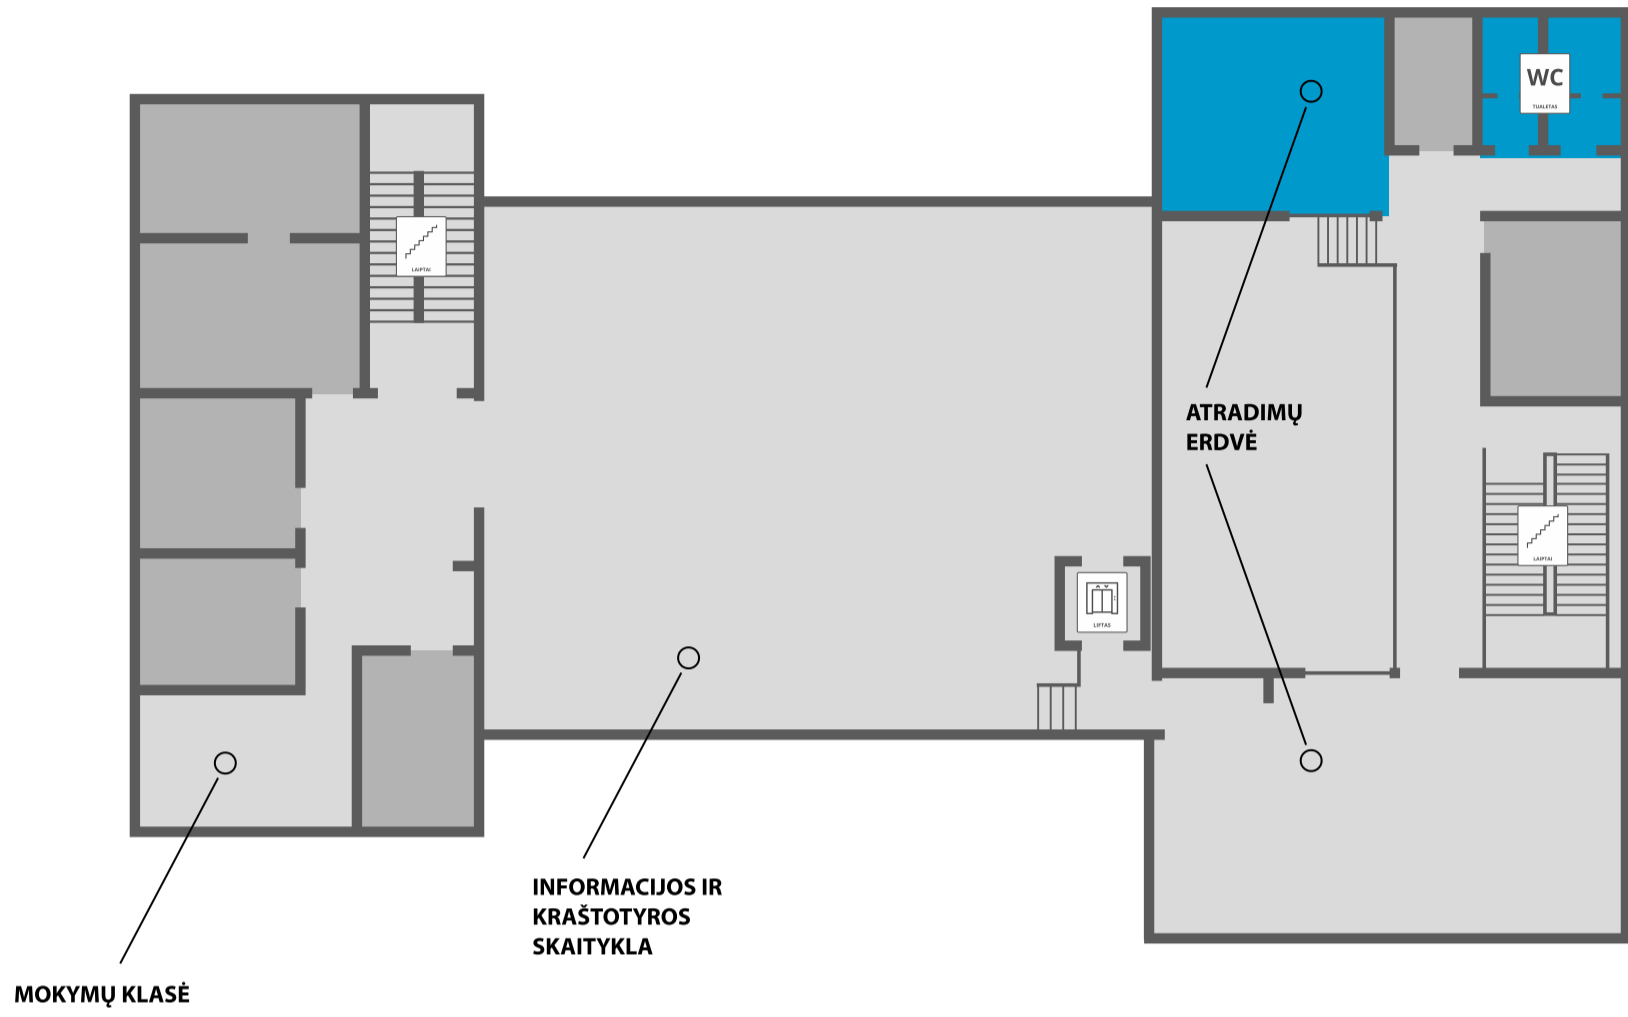 WC
TUALETAS
LAIPTAI
ATRADIMŲ
ERDVĖ
LAIPTAI
LIFTAS
INFORMACIJOS IR
KRAŠTOTYROS
SKAITYKLA
MOKYMŲ KLASĖ